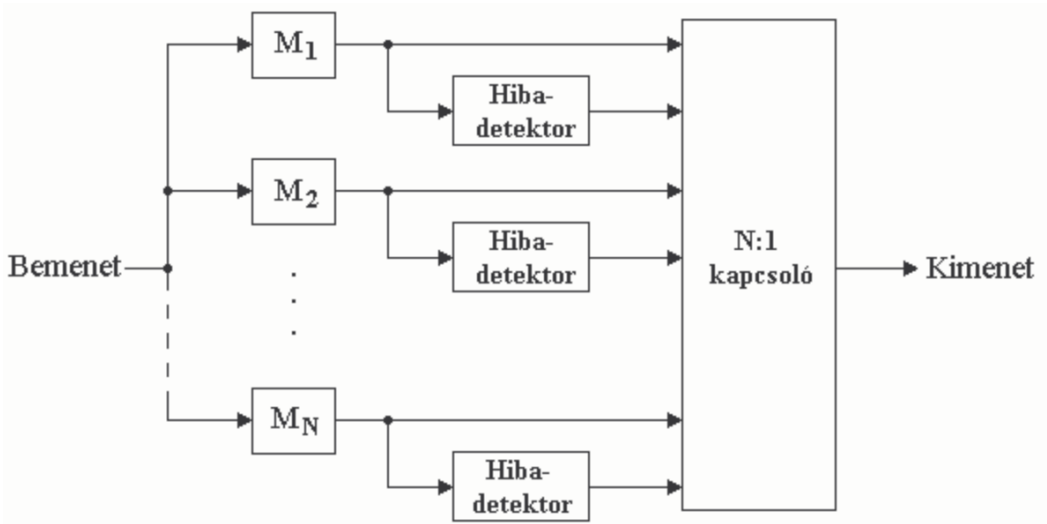 M1
Hiba-
detektor
M2
Hiba-
detektor
Bemenet
N:1
kapcsoló
Kimenet
MN
Hiba-
detektor